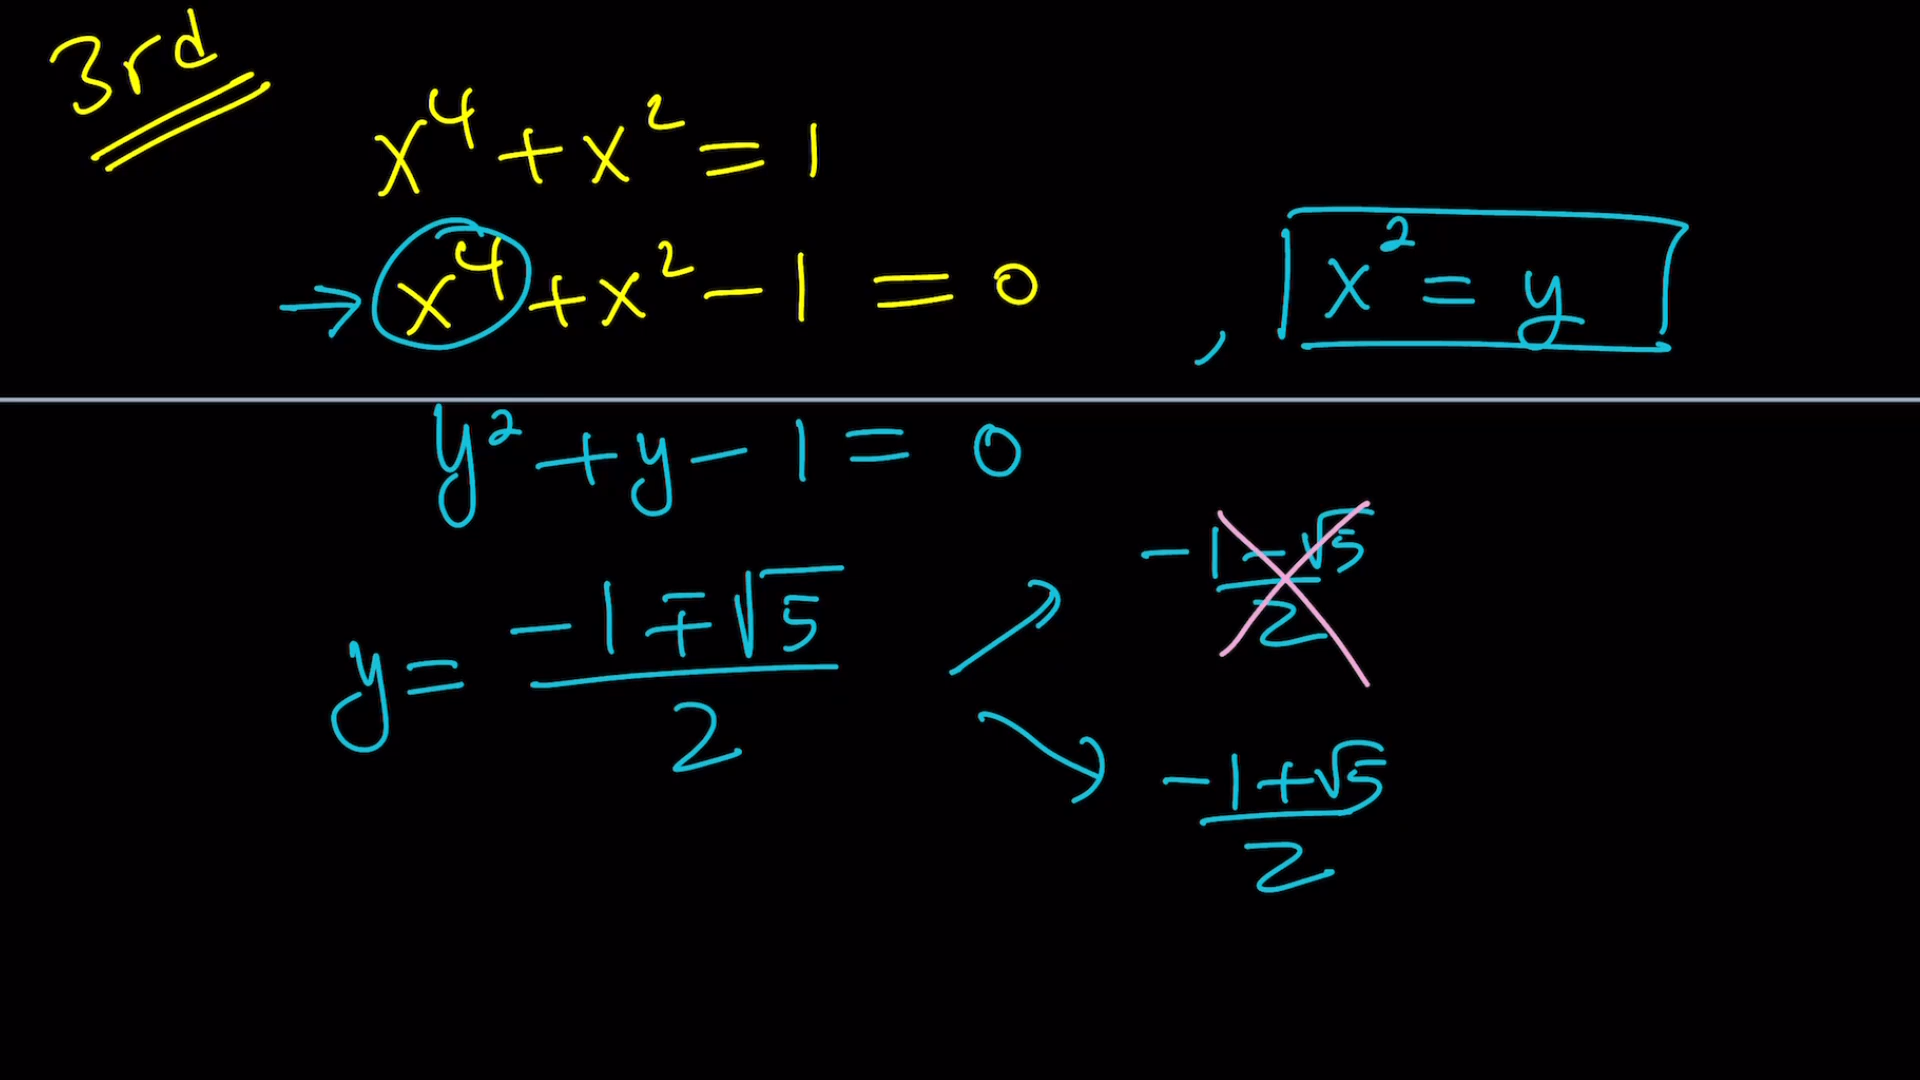 3rd
x⁴ + x² = 1
→ x⁴ + x² - 1 = 0 , x² = y
y² + y - 1 = 0
y = (-1 ∓ √5)/2
(-1 - √5)/2
(-1 + √5)/2